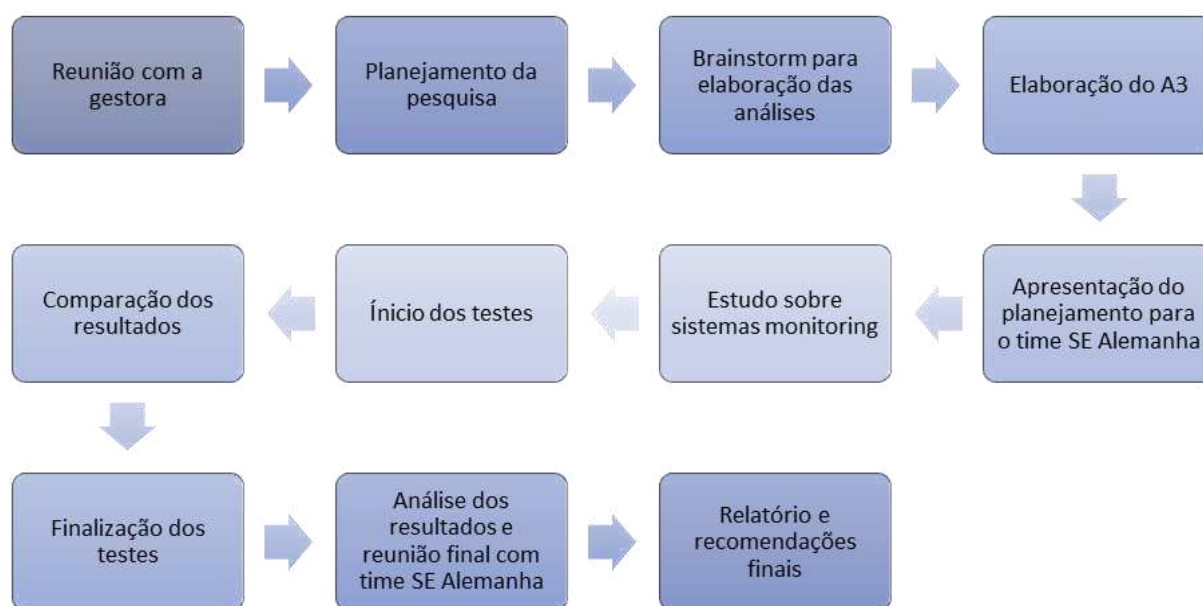 Reunião com a
gestora
Planejamento da
pesquisa
Brainstorm para
elaboração das
análises
Elaboração do A3
Apresentação do
planejamento para
o time SE Alemanha
Estudo sobre
sistemas monitoring
Ínicio dos testes
Comparação dos
resultados
Finalização dos
testes
Análise dos
resultados e
reunião final com
time SE Alemanha
Relatório e
recomendações
finais